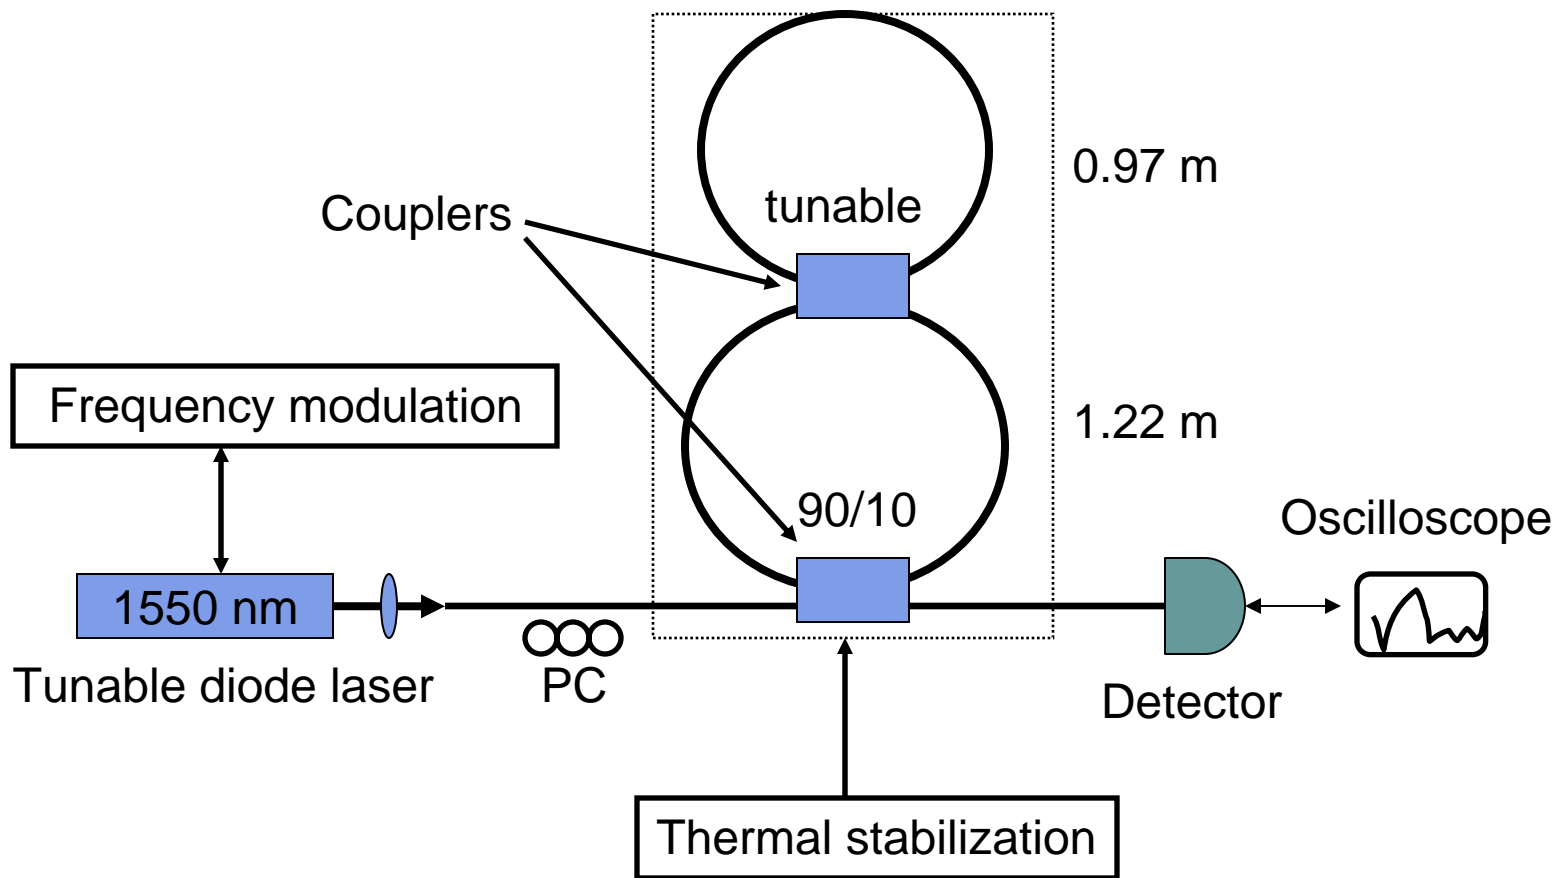 0.97 m
tunable
Couplers
1.22 m
Frequency modulation
90/10
Oscilloscope
1550 nm
Tunable diode laser
PC
Detector
Thermal stabilization